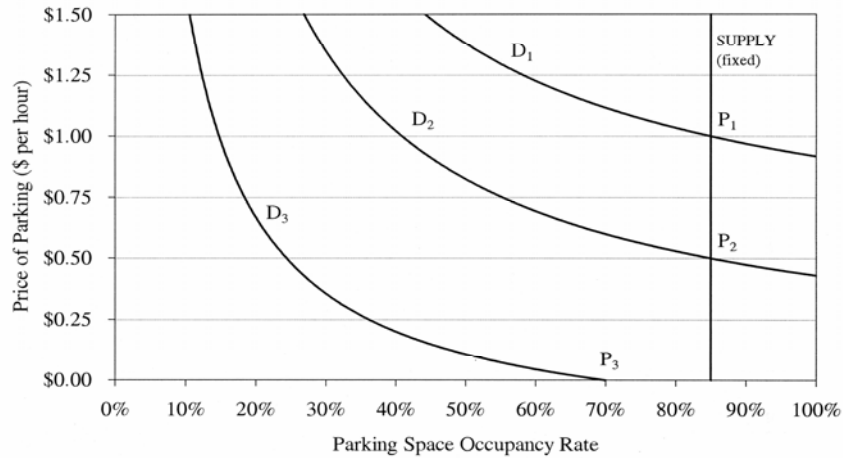 $1.50
SUPPLY
(fixed)
D1
$1.25
P1
D2
$1.00
$0.75
D3
P2
$0.50
$0.25
P3
$0.00
0% 10% 20% 30% 40% 50% 60% 70% 80% 90% 100%
Price of Parking ($ per hour)
Parking Space Occupancy Rate